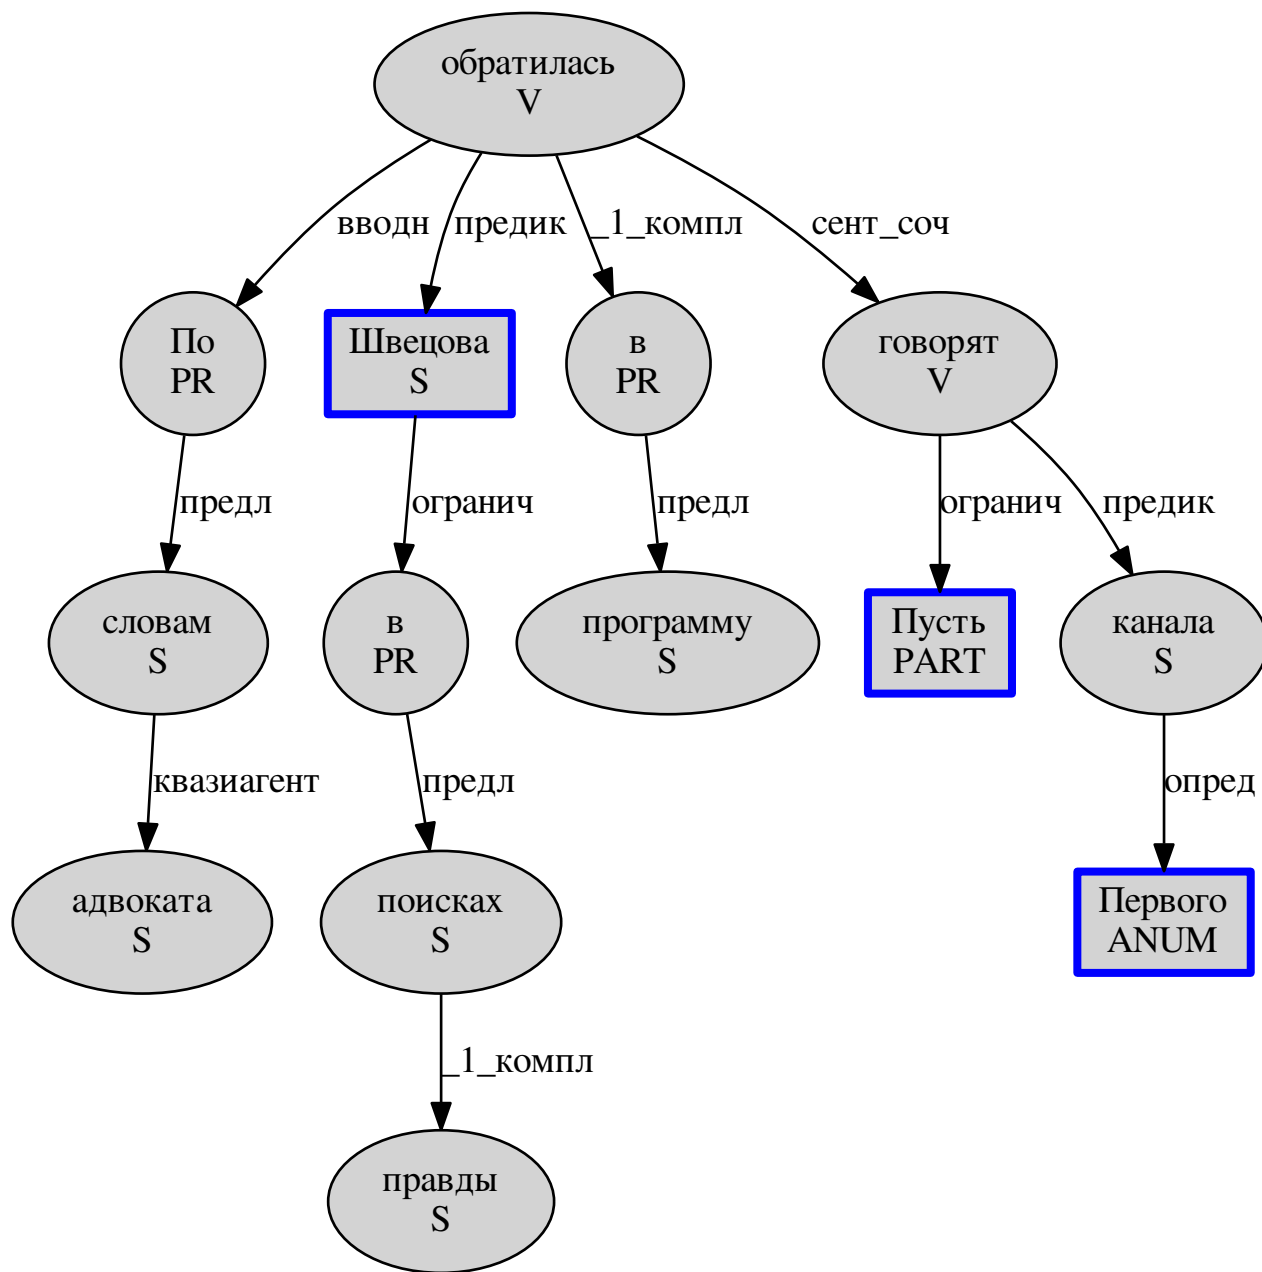 обратилась
V
вводн
предик
_1_компл
сент_соч
По
PR
Швецова
S
в
PR
говорят
V
предл
огранич
предл
огранич
предик
словам
S
в
PR
программу
S
Пусть
PART
канала
S
квазиагент
предл
опред
адвоката
S
поисках
S
Первого
ANUM
_1_компл
правды
S